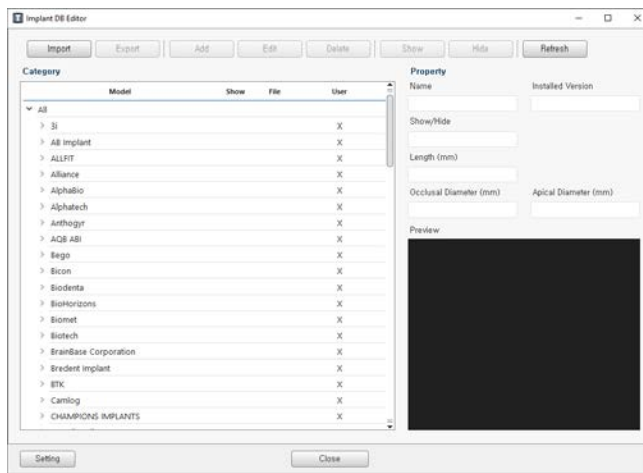 Implant DB Editor
Import Export Add Edit Delete Show Hide Refresh
Category
Model Show File User
All
3i X
AB Implant X
ALLFIT X
Alliance X
AlphaBio X
Alphatech X
Anthogyr X
AQB ABI X
Bego X
Bicon X
Biodenta X
BioHorizons X
Biomet X
Biotech X
BrainBase Corporation X
Bredent Implant X
BTK X
Camlog X
CHAMPIONS IMPLANTS X
Property
Name Installed Version
Show/Hide
Length (mm)
Occlusal Diameter (mm) Apical Diameter (mm)
Preview
Setting Close